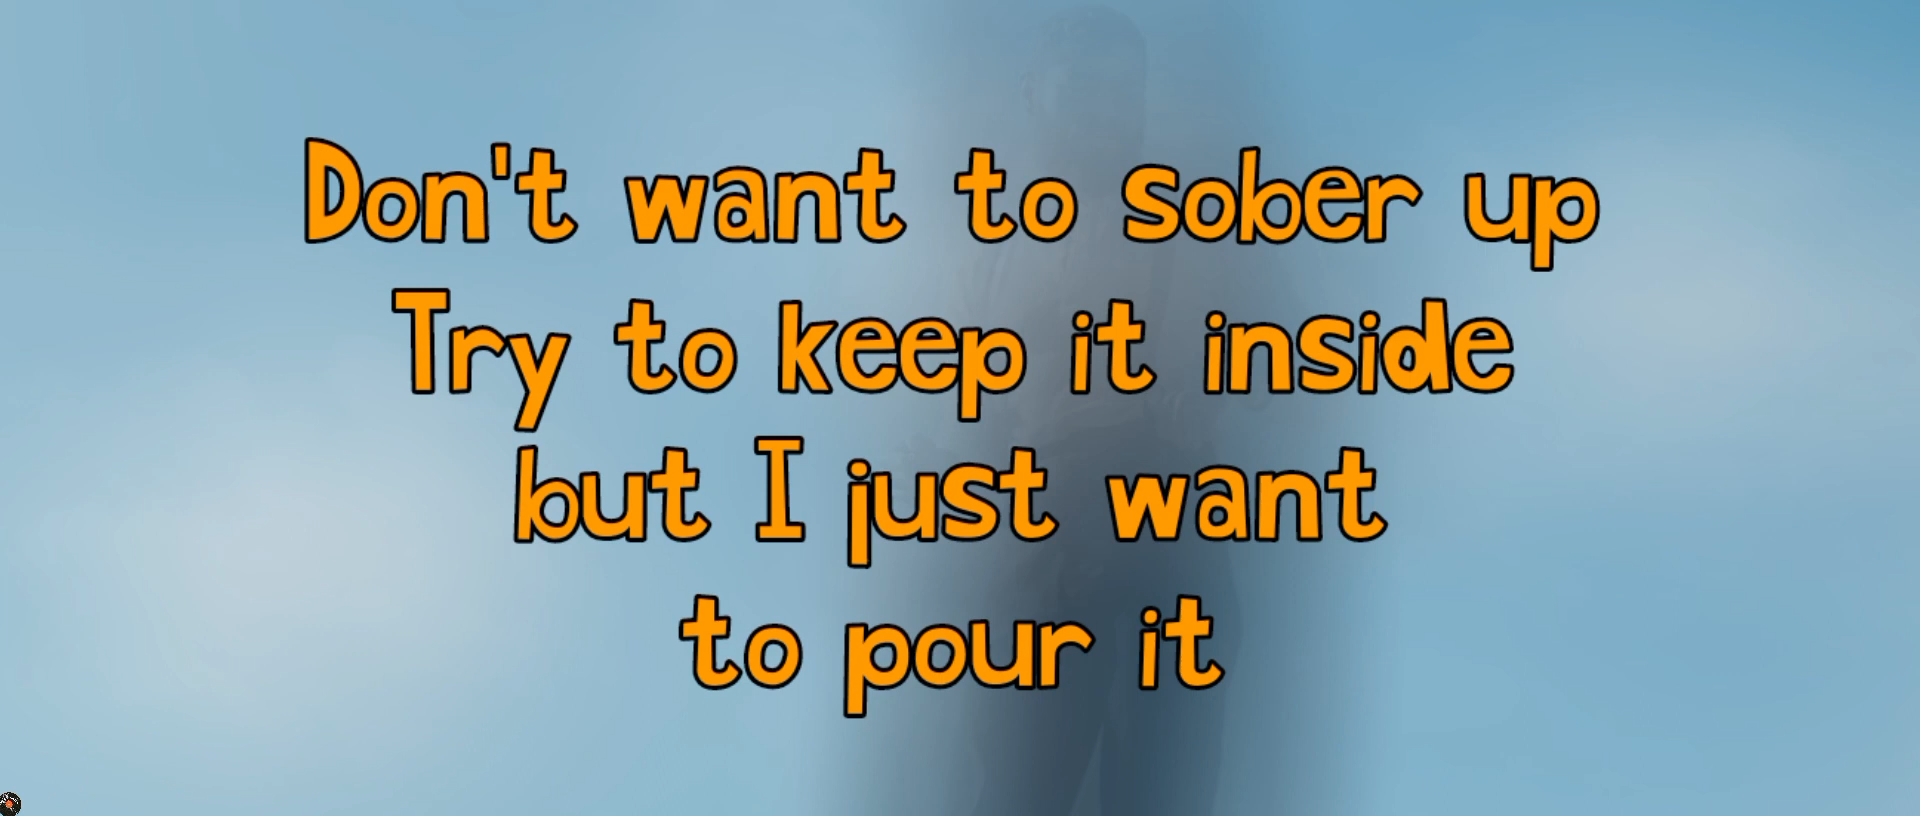 Don't want to sober up
Try to keep it inside
but I just want
to pour it